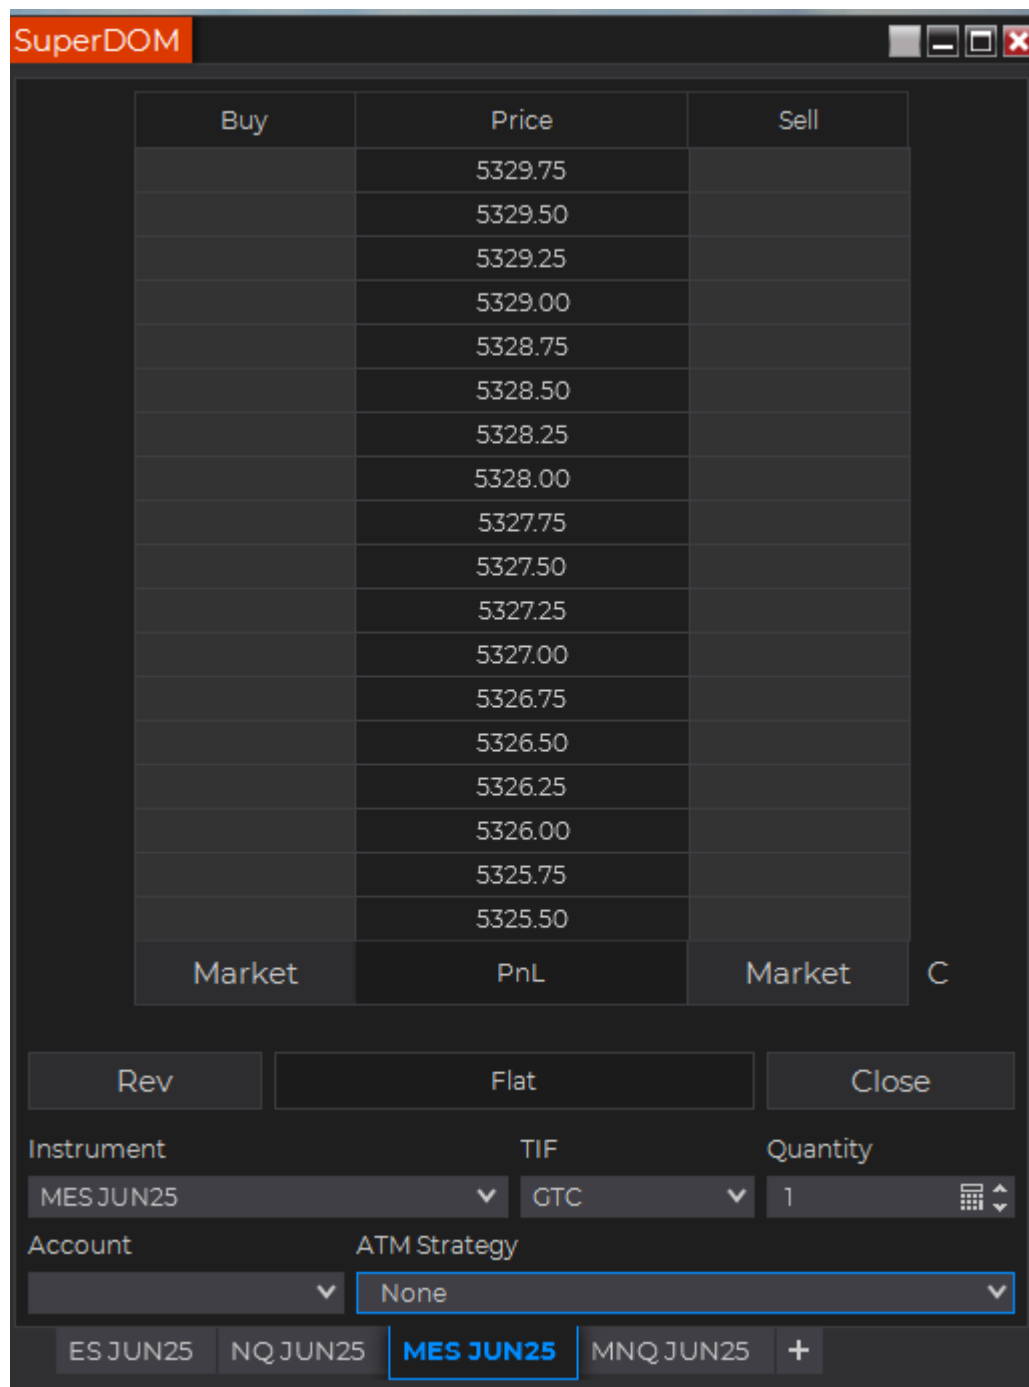 SuperDOM
Buy Price Sell
5329.75
5329.50
5329.25
5329.00
5328.75
5328.50
5328.25
5328.00
5327.75
5327.50
5327.25
5327.00
5326.75
5326.50
5326.25
5326.00
5325.75
5325.50
Market PnL Market C
Rev Flat Close
Instrument TIF Quantity
MES JUN25 GTC 1
Account ATM Strategy
None
ES JUN25 NQ JUN25 MES JUN25 MNQ JUN25 +